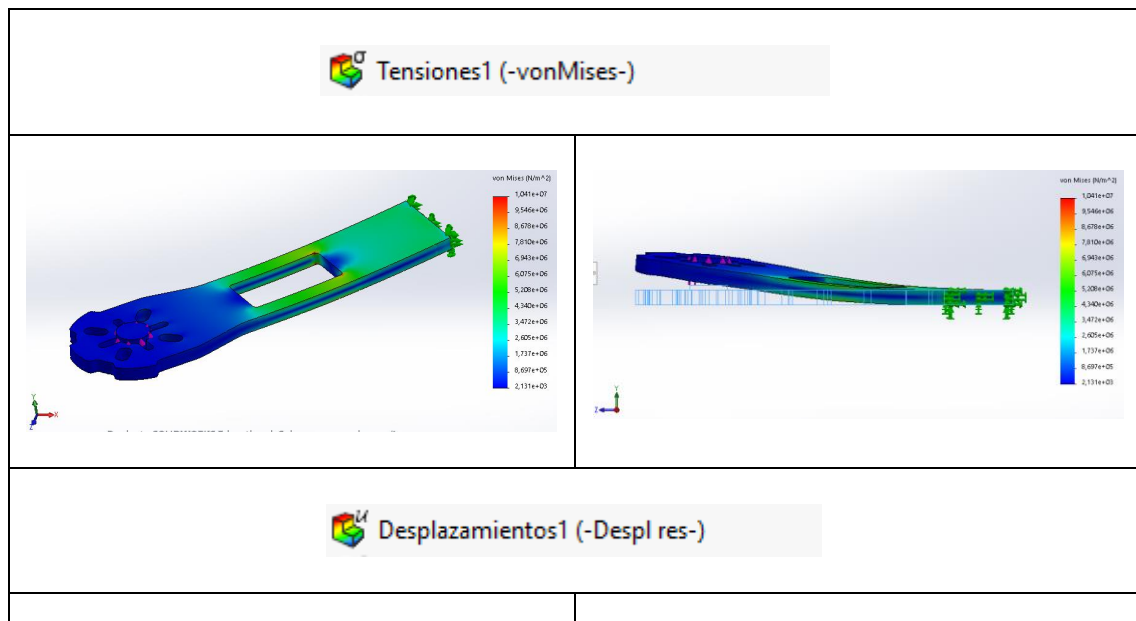 Tensiones1 (-vonMises-)
von Mises (N/m^2)
1,041e+07
9,546e+06
8,678e+06
7,810e+06
6,943e+06
6,075e+06
5,208e+06
4,340e+06
3,472e+06
2,605e+06
1,737e+06
8,697e+05
2,131e+03
Y
X
Z
von Mises (N/m^2)
1,041e+07
9,546e+06
8,678e+06
7,810e+06
6,943e+06
6,075e+06
5,208e+06
4,340e+06
3,472e+06
2,605e+06
1,737e+06
8,697e+05
2,131e+03
Y
Z
Desplazamientos1 (-Despl res-)